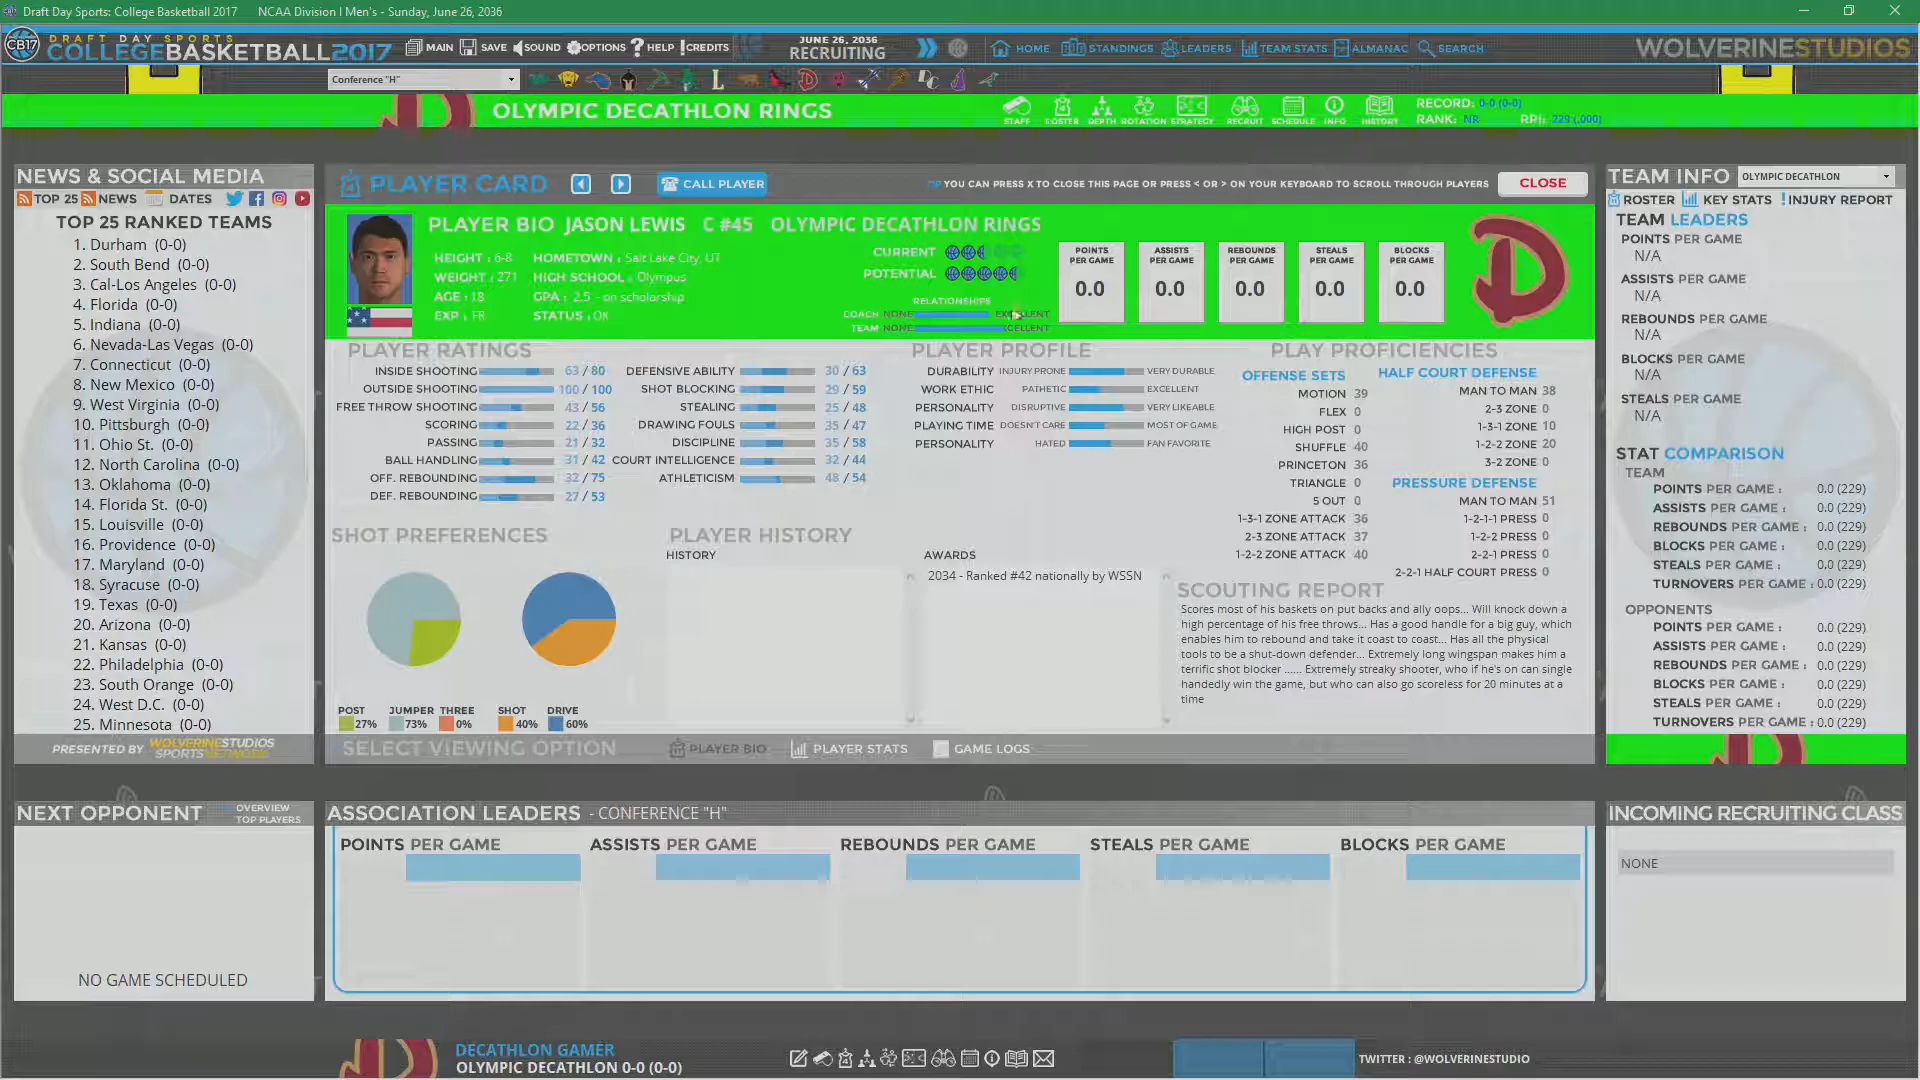 Draft Day Sports: College Basketball 2017 NCAA Division I Men's - Sunday, June 26, 2036
DRAFT DAY SPORTS
CB17 COLLEGEBASKETBALL2017
MAIN SAVE SOUND OPTIONS HELP CREDITS
JUNE 26, 2036
RECRUITING
HOME STANDINGS LEADERS TEAM STATS ALMANAC SEARCH
WOLVERINESTUDIOS
Conference "H"
OLYMPIC DECATHLON RINGS
STAFF ROSTER DEPTH ROTATION STRATEGY RECRUIT SCHEDULE INFO HISTORY
RECORD: 0-0 (0-0)
RANK: NR RPI: 229 (.000)
NEWS & SOCIAL MEDIA
TOP 25 NEWS DATES
TOP 25 RANKED TEAMS
1. Durham (0-0)
2. South Bend (0-0)
3. Cal-Los Angeles (0-0)
4. Florida (0-0)
5. Indiana (0-0)
6. Nevada-Las Vegas (0-0)
7. Connecticut (0-0)
8. New Mexico (0-0)
9. West Virginia (0-0)
10. Pittsburgh (0-0)
11. Ohio St. (0-0)
12. North Carolina (0-0)
13. Oklahoma (0-0)
14. Florida St. (0-0)
15. Louisville (0-0)
16. Providence (0-0)
17. Maryland (0-0)
18. Syracuse (0-0)
19. Texas (0-0)
20. Arizona (0-0)
21. Kansas (0-0)
22. Philadelphia (0-0)
23. South Orange (0-0)
24. West D.C. (0-0)
25. Minnesota (0-0)
PRESENTED BY WOLVERINESTUDIOS
SPORTSNETWORK
PLAYER CARD
CALL PLAYER
TIP YOU CAN PRESS X TO CLOSE THIS PAGE OR PRESS < OR > ON YOUR KEYBOARD TO SCROLL THROUGH PLAYERS
CLOSE
PLAYER BIO JASON LEWIS C #45 OLYMPIC DECATHLON RINGS
HEIGHT : 6-8 HOMETOWN : Salt Lake City, UT
WEIGHT : 271 HIGH SCHOOL : Olympus
AGE : 18 GPA : 2.5 - on scholarship
EXP : FR STATUS : OK
CURRENT
POTENTIAL
RELATIONSHIPS
COACH NONE EXCELLENT
TEAM NONE EXCELLENT
POINTS PER GAME 0.0
ASSISTS PER GAME 0.0
REBOUNDS PER GAME 0.0
STEALS PER GAME 0.0
BLOCKS PER GAME 0.0
PLAYER RATINGS
INSIDE SHOOTING 63 / 80
OUTSIDE SHOOTING 100 / 100
FREE THROW SHOOTING 43 / 56
SCORING 22 / 36
PASSING 21 / 32
BALL HANDLING 31 / 42
OFF. REBOUNDING 32 / 75
DEF. REBOUNDING 27 / 53
DEFENSIVE ABILITY 30 / 63
SHOT BLOCKING 29 / 59
STEALING 25 / 48
DRAWING FOULS 35 / 47
DISCIPLINE 35 / 58
COURT INTELLIGENCE 32 / 44
ATHLETICISM 48 / 54
PLAYER PROFILE
DURABILITY INJURY PRONE VERY DURABLE
WORK ETHIC PATHETIC EXCELLENT
PERSONALITY DISRUPTIVE VERY LIKEABLE
PLAYING TIME DOESN'T CARE MOST OF GAME
PERSONALITY HATED FAN FAVORITE
PLAY PROFICIENCIES
OFFENSE SETS
MOTION 39
FLEX 0
HIGH POST 0
SHUFFLE 40
PRINCETON 36
TRIANGLE 0
5 OUT 0
1-3-1 ZONE ATTACK 36
2-3 ZONE ATTACK 37
1-2-2 ZONE ATTACK 40
HALF COURT DEFENSE
MAN TO MAN 38
2-3 ZONE 0
1-3-1 ZONE 10
1-2-2 ZONE 20
3-2 ZONE 0
PRESSURE DEFENSE
MAN TO MAN 51
1-2-1-1 PRESS 0
1-2-2 PRESS 0
2-2-1 PRESS 0
2-2-1 HALF COURT PRESS 0
SHOT PREFERENCES
POST JUMPER THREE SHOT DRIVE
27% 73% 0% 40% 60%
PLAYER HISTORY
HISTORY
AWARDS
2034 - Ranked #42 nationally by WSSN
SCOUTING REPORT
Scores most of his baskets on put backs and ally oops... Will knock down a
high percentage of his free throws... Has a good handle for a big guy, which
enables him to rebound and take it coast to coast... Has all the physical
tools to be a shut-down defender... Extremely long wingspan makes him a
terrific shot blocker ...... Extremely streaky shooter, who if he's on can single
handedly win the game, but who can also go scoreless for 20 minutes at a
time
SELECT VIEWING OPTION PLAYER BIO PLAYER STATS GAME LOGS
TEAM INFO OLYMPIC DECATHLON
ROSTER KEY STATS INJURY REPORT
TEAM LEADERS
POINTS PER GAME
N/A
ASSISTS PER GAME
N/A
REBOUNDS PER GAME
N/A
BLOCKS PER GAME
N/A
STEALS PER GAME
N/A
STAT COMPARISON
TEAM
POINTS PER GAME : 0.0 (229)
ASSISTS PER GAME : 0.0 (229)
REBOUNDS PER GAME : 0.0 (229)
BLOCKS PER GAME : 0.0 (229)
STEALS PER GAME : 0.0 (229)
TURNOVERS PER GAME : 0.0 (229)
OPPONENTS
POINTS PER GAME : 0.0 (229)
ASSISTS PER GAME : 0.0 (229)
REBOUNDS PER GAME : 0.0 (229)
BLOCKS PER GAME : 0.0 (229)
STEALS PER GAME : 0.0 (229)
TURNOVERS PER GAME : 0.0 (229)
NEXT OPPONENT
OVERVIEW
TOP PLAYERS
NO GAME SCHEDULED
ASSOCIATION LEADERS - CONFERENCE "H"
POINTS PER GAME ASSISTS PER GAME REBOUNDS PER GAME STEALS PER GAME BLOCKS PER GAME
INCOMING RECRUITING CLASS
NONE
DECATHLON GAMER
OLYMPIC DECATHLON 0-0 (0-0)
TWITTER : @WOLVERINESTUDIO